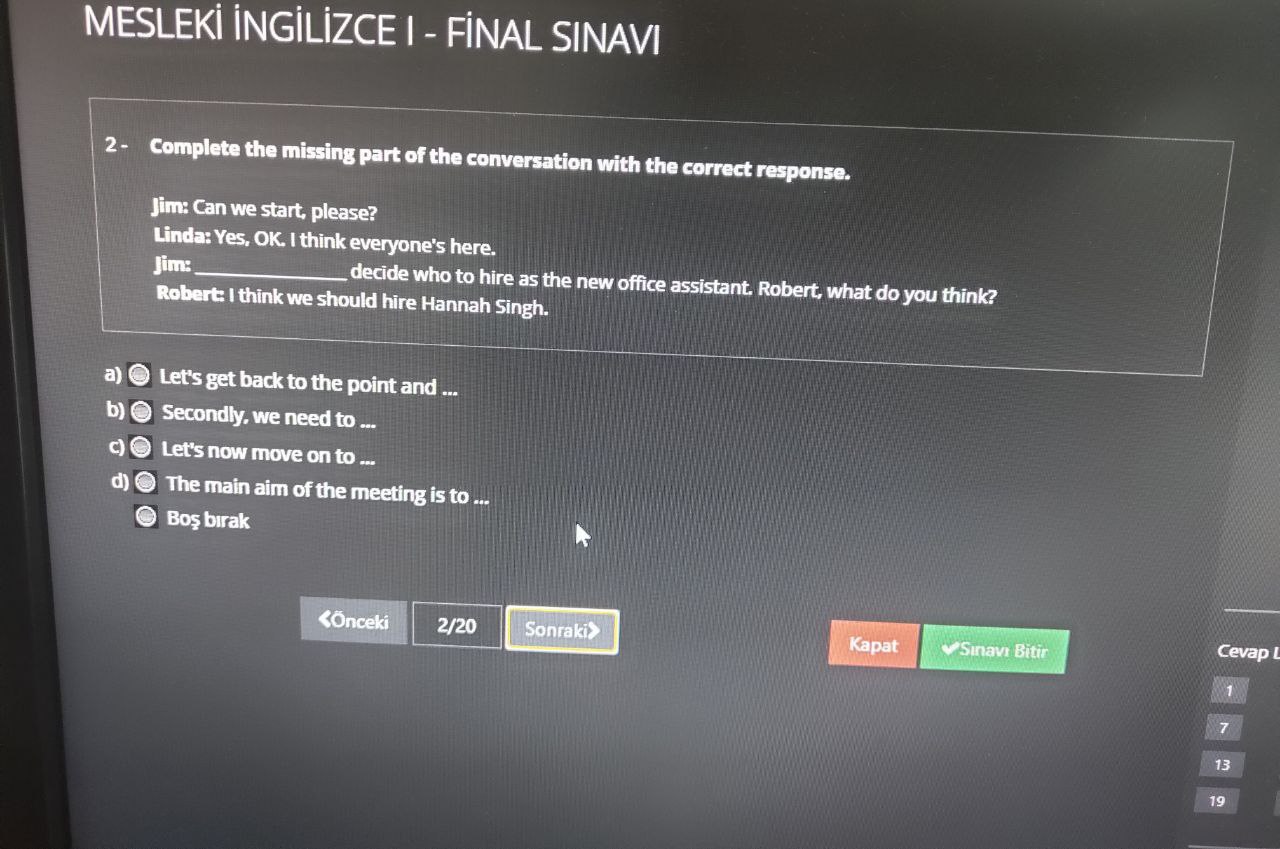 MESLEKİ İNGİLİZCE I - FİNAL SINAVI
2 - Complete the missing part of the conversation with the correct response.
Jim: Can we start, please?
Linda: Yes, OK. I think everyone's here.
Jim: ______________ decide who to hire as the new office assistant. Robert, what do you think?
Robert: I think we should hire Hannah Singh.
a) Let's get back to the point and ...
b) Secondly, we need to ...
c) Let's now move on to ...
d) The main aim of the meeting is to ...
Boş bırak
Önceki 2/20 Sonraki
Kapat Sınavı Bitir
Cevap
1
7
13
19